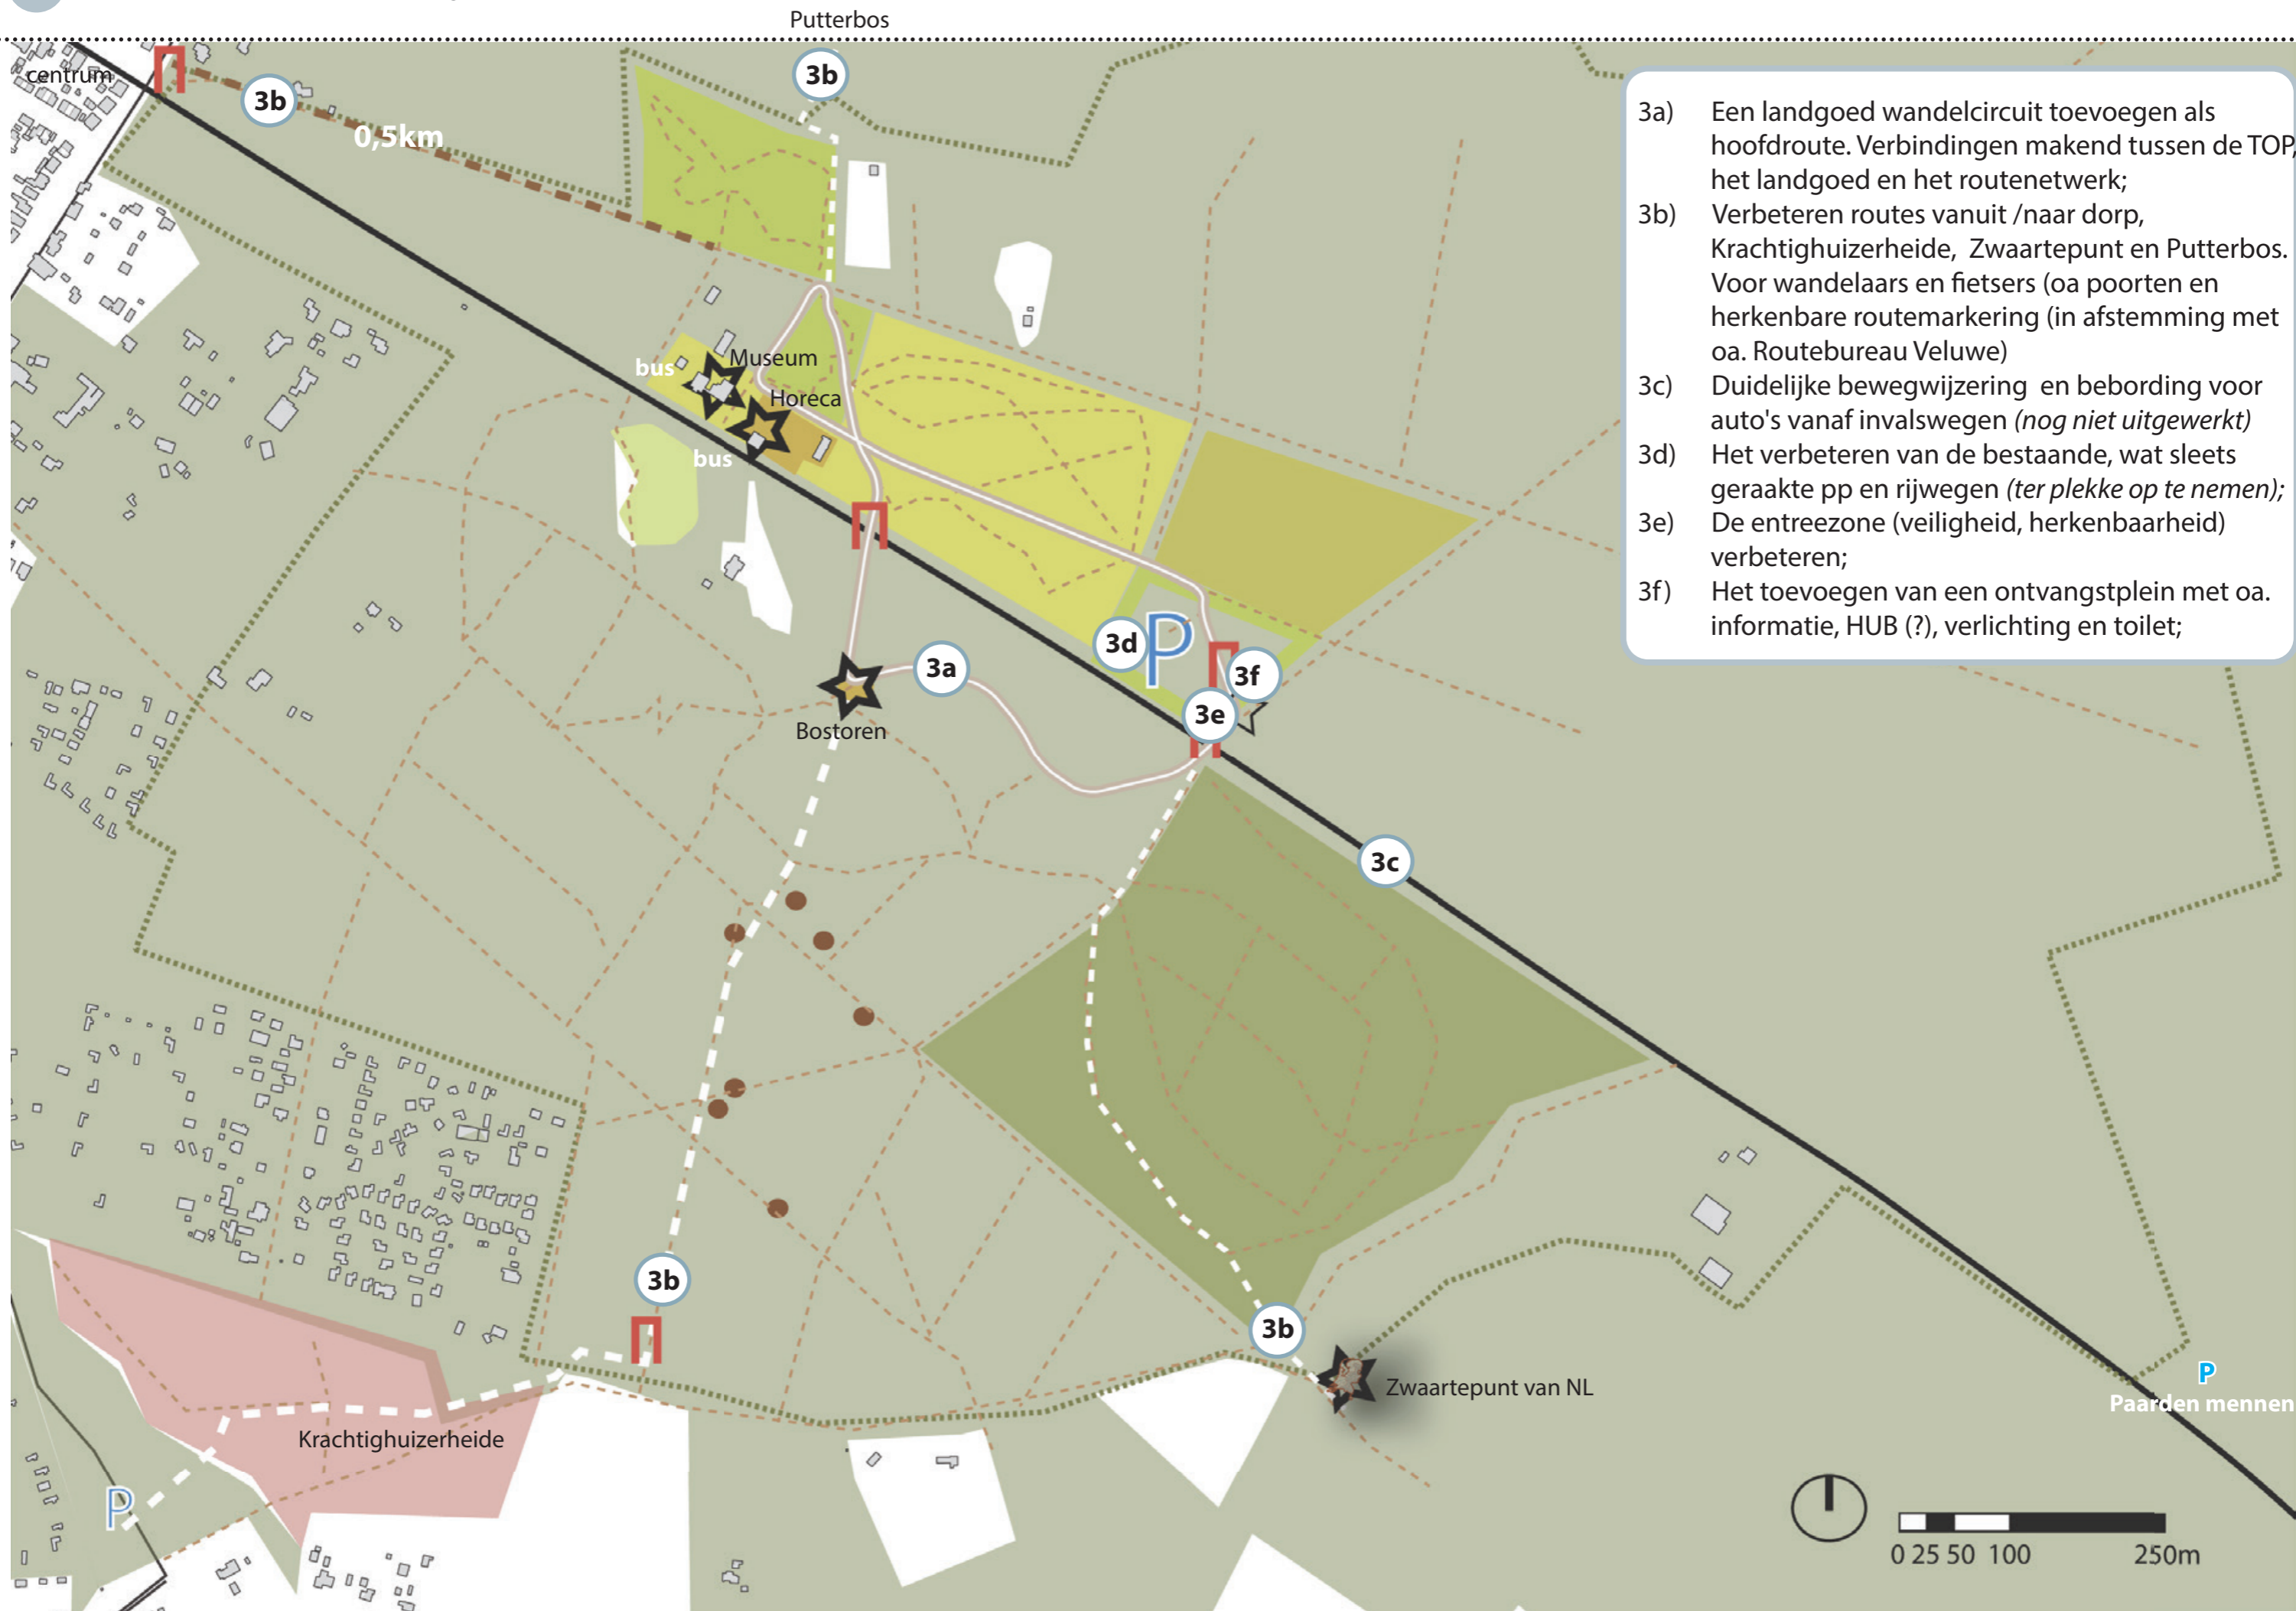 Putterbos
centrum
3b
3b
0,5km
3a) Een landgoed wandelcircuit toevoegen als
hoofdroute. Verbindingen makend tussen de TOP,
het landgoed en het routenetwerk;
3b) Verbeteren routes vanuit /naar dorp,
Krachtighuizerheide, Zwaartepunt en Putterbos.
Voor wandelaars en fietsers (oa poorten en
herkenbare routemarkering (in afstemming met
oa. Routebureau Veluwe)
3c) Duidelijke bewegwijzering en bebording voor
auto's vanaf invalswegen (nog niet uitgewerkt)
3d) Het verbeteren van de bestaande, wat sleets
geraakte pp en rijwegen (ter plekke op te nemen);
3e) De entreezone (veiligheid, herkenbaarheid)
verbeteren;
3f) Het toevoegen van een ontvangstplein met oa.
informatie, HUB (?), verlichting en toilet;
bus
Museum
Horeca
bus
3d
P
3f
3a
3e
Bostoren
3c
3b
3b
Zwaartepunt van NL
P
Paarden mennen
Krachtighuizerheide
P
0 25 50 100 250m